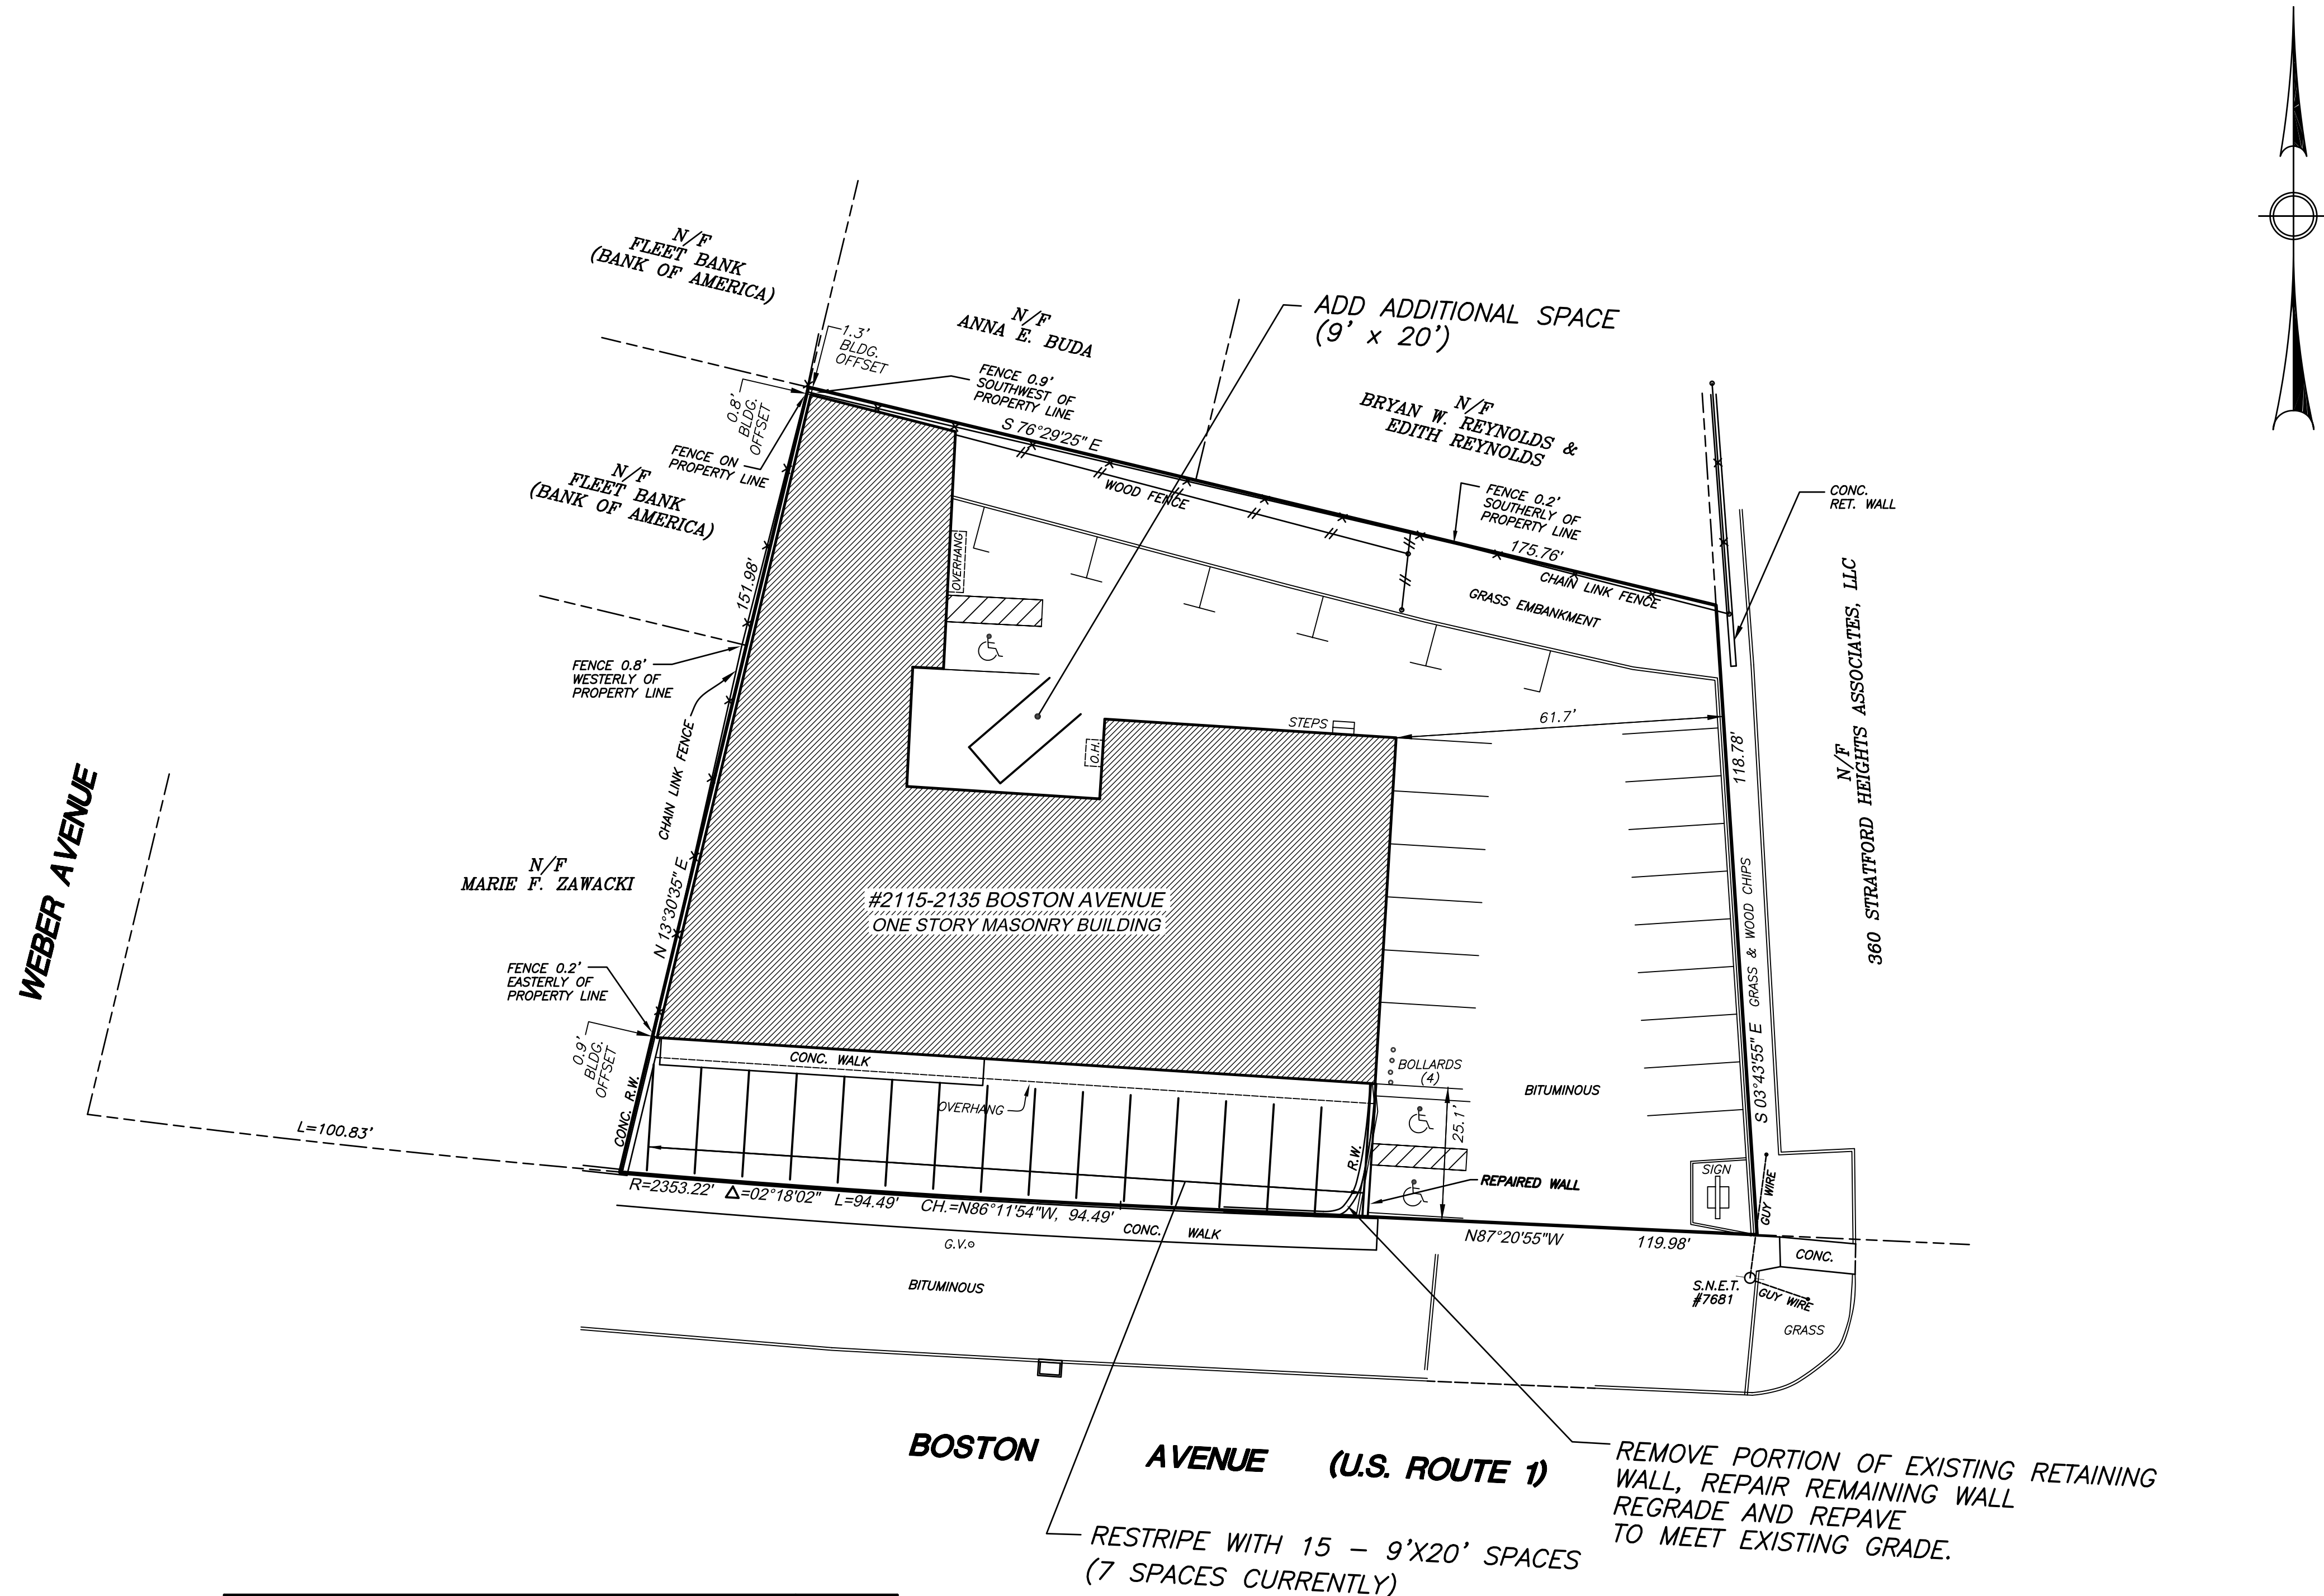 N/F
FLEET BANK
(BANK OF AMERICA)
1.3'
BLDG.
OFFSET
N/F
ANNA E. BUDA
ADD ADDITIONAL SPACE
(9' x 20')
0.8'
BLDG.
OFFSET
FENCE 0.9'
SOUTHWEST OF
PROPERTY LINE
S 76°29'25" E
N/F
BRYAN W. REYNOLDS &
EDITH REYNOLDS
FENCE ON
PROPERTY LINE
N/F
FLEET BANK
(BANK OF AMERICA)
WOOD FENCE
FENCE 0.2'
SOUTHERLY OF
PROPERTY LINE
175.76'
CHAIN LINK FENCE
GRASS EMBANKMENT
CONC.
RET. WALL
N/F
360 STRATFORD HEIGHTS ASSOCIATES, LLC
151.98'
OVERHANG
FENCE 0.8'
WESTERLY OF
PROPERTY LINE
CHAIN LINK FENCE
STEPS
61.7'
O.H.
118.78'
WEBER AVENUE
N/F
MARIE F. ZAWACKI
N 13°30'35" E
#2115-2135 BOSTON AVENUE
ONE STORY MASONRY BUILDING
GRASS & WOOD CHIPS
S 03°43'55" E
FENCE 0.2'
EASTERLY OF
PROPERTY LINE
0.9'
BLDG.
OFFSET
CONC. WALK
OVERHANG
BOLLARDS
(4)
BITUMINOUS
25.1'
CONC. R.W.
R.W.
REPAIRED WALL
SIGN
GUY WIRE
L=100.83'
R=2353.22' Δ=02°18'02" L=94.49' CH.=N86°11'54"W, 94.49'
CONC. WALK
N87°20'55"W 119.98'
G.V.
BITUMINOUS
CONC.
S.N.E.T.
#7681
GUY WIRE
GRASS
BOSTON AVENUE (U.S. ROUTE 1)
REMOVE PORTION OF EXISTING RETAINING
WALL, REPAIR REMAINING WALL
REGRADE AND REPAVE
TO MEET EXISTING GRADE.
RESTRIPE WITH 15 – 9'X20' SPACES
(7 SPACES CURRENTLY)